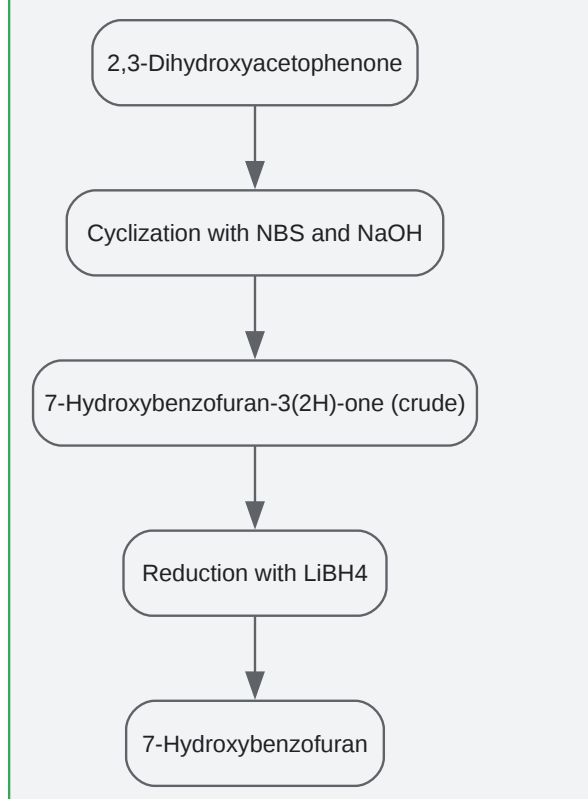 2,3-Dihydroxyacetophenone
Cyclization with NBS and NaOH
7-Hydroxybenzofuran-3(2H)-one (crude)
Reduction with LiBH4
7-Hydroxybenzofuran